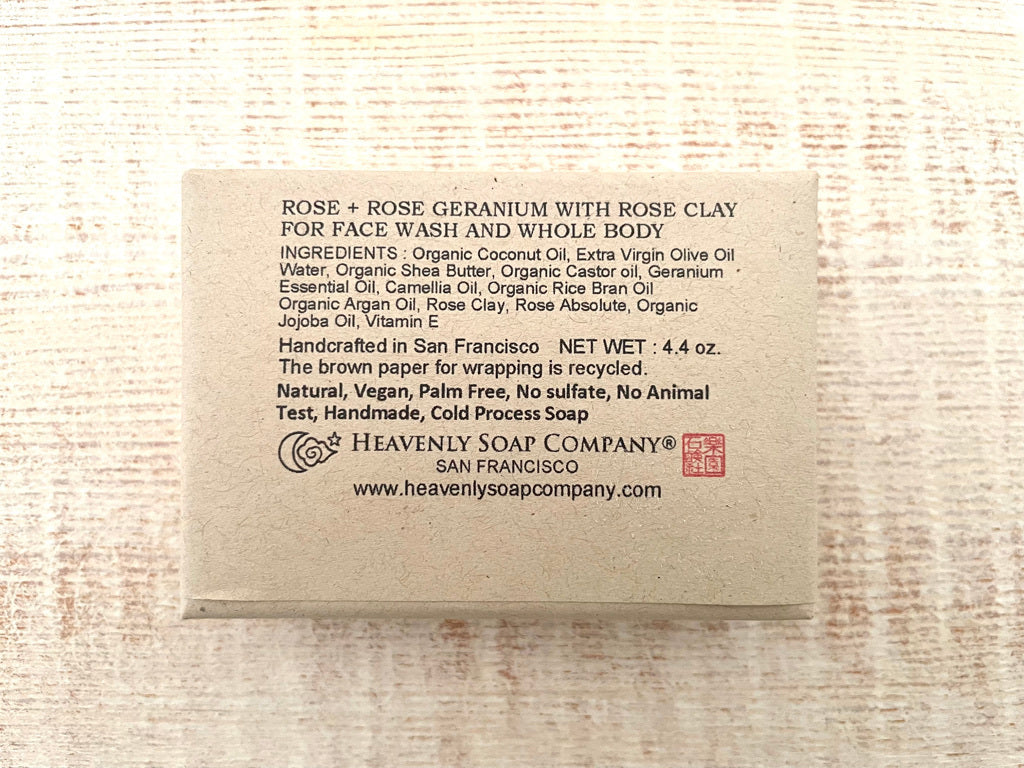 ROSE + ROSE GERANIUM WITH ROSE CLAY
FOR FACE WASH AND WHOLE BODY
INGREDIENTS : Organic Coconut Oil, Extra Virgin Olive Oil
Water, Organic Shea Butter, Organic Castor oil, Geranium
Essential Oil, Camellia Oil, Organic Rice Bran Oil
Organic Argan Oil, Rose Clay, Rose Absolute, Organic
Jojoba Oil, Vitamin E
Handcrafted in San Francisco NET WET : 4.4 oz.
The brown paper for wrapping is recycled.
Natural, Vegan, Palm Free, No sulfate, No Animal
Test, Handmade, Cold Process Soap
HEAVENLY SOAP COMPANY®
SAN FRANCISCO
www.heavenlysoapcompany.com